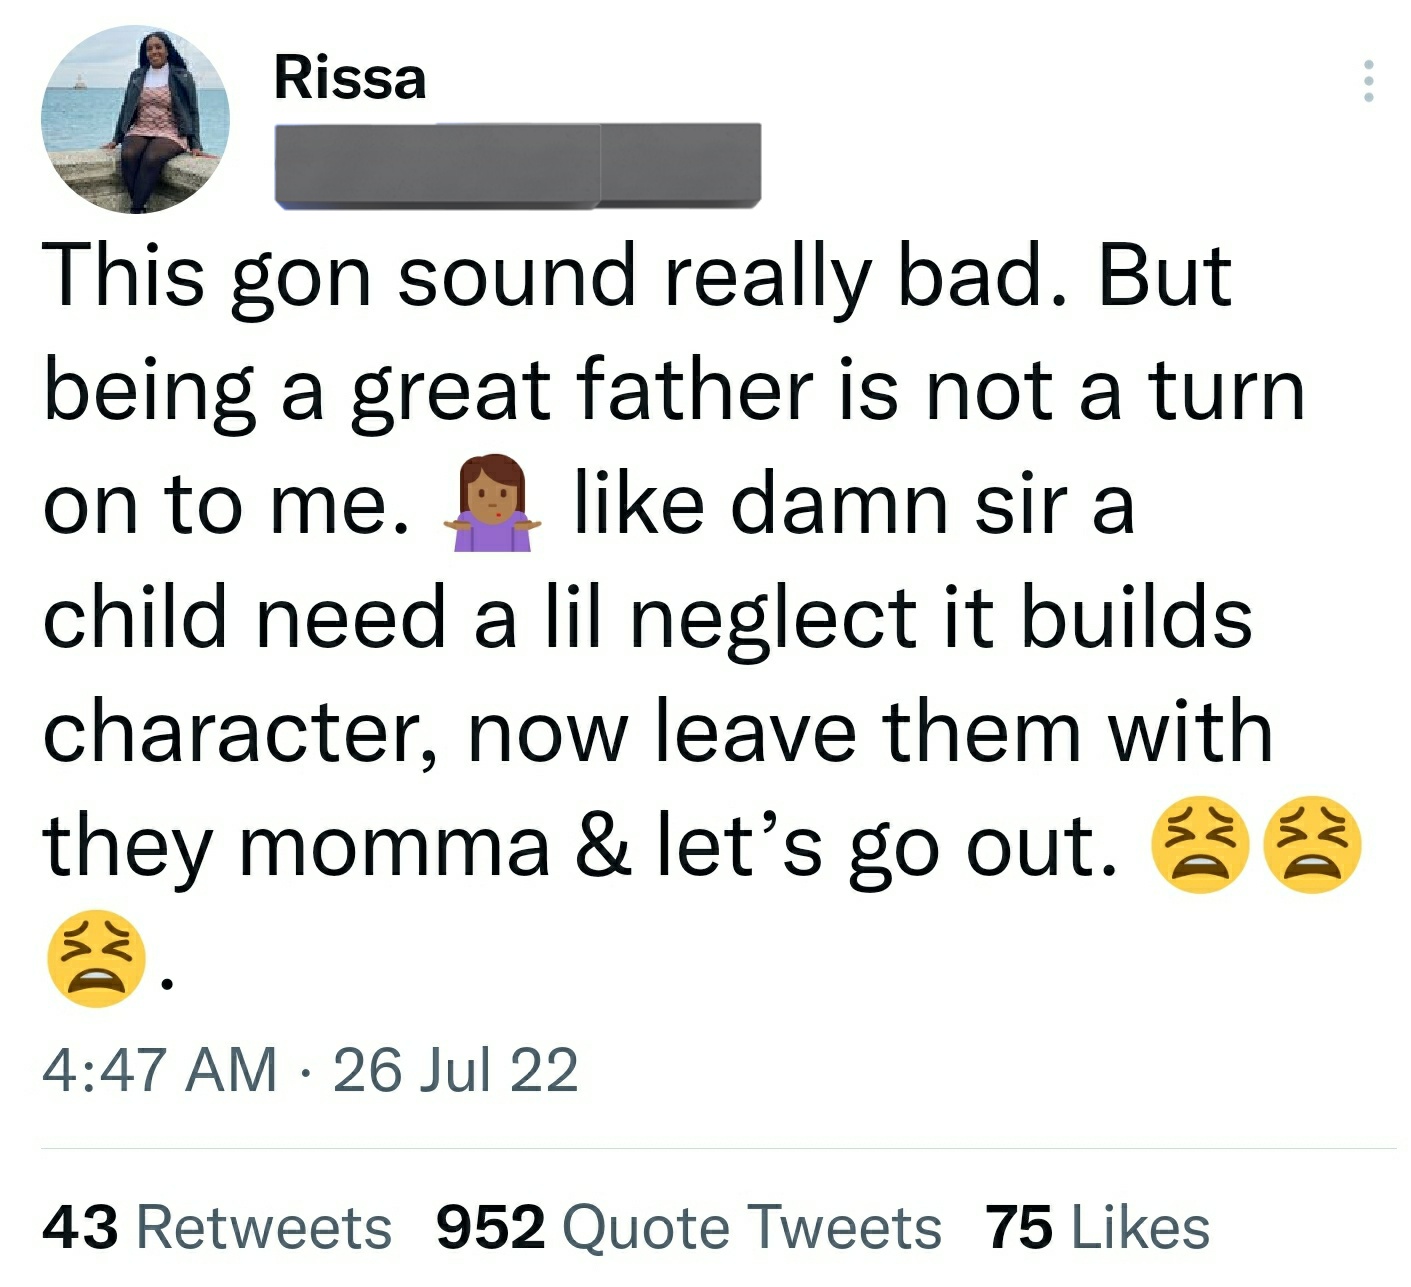 Rissa
This gon sound really bad. But
being a great father is not a turn
on to me. 🤷🏾‍♀️ like damn sir a
child need a lil neglect it builds
character, now leave them with
they momma & let’s go out. 😫😫
😫.
4:47 AM · 26 Jul 22
43 Retweets 952 Quote Tweets 75 Likes